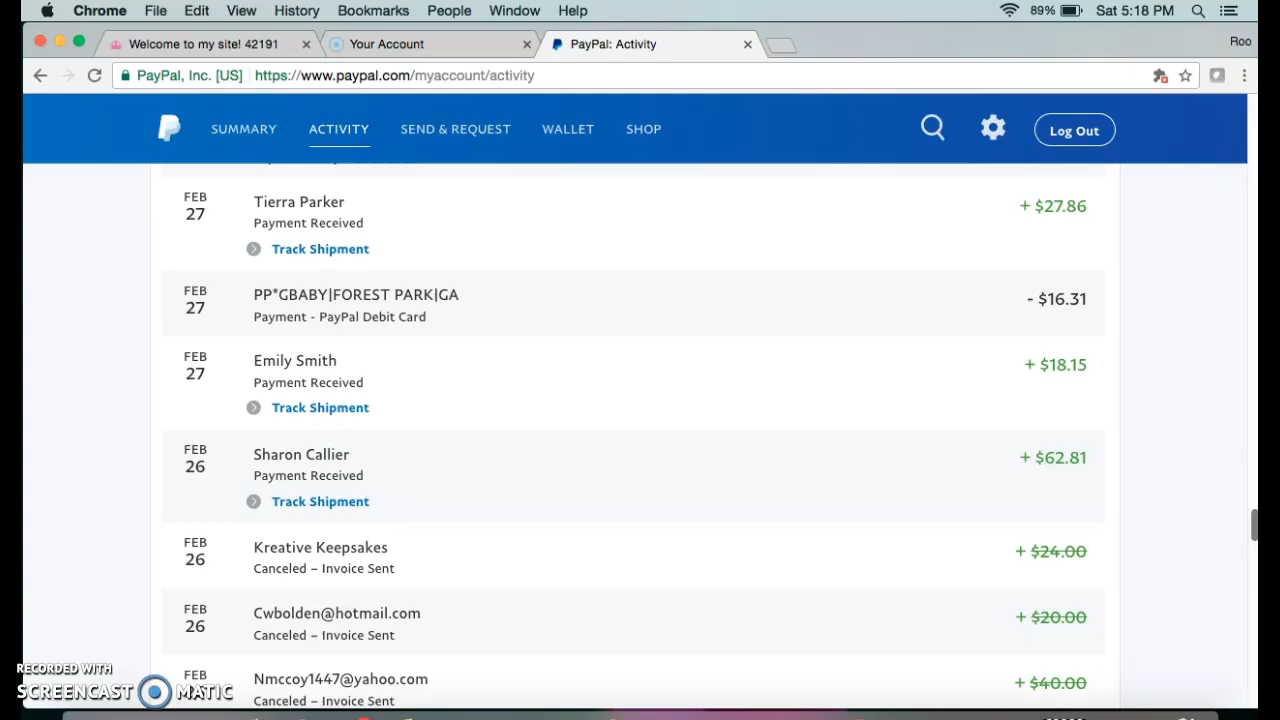 Chrome File Edit View History Bookmarks People Window Help 89% Sat 5:18 PM
Welcome to my site! 42191 Your Account PayPal: Activity Roo
PayPal, Inc. [US] https://www.paypal.com/myaccount/activity
SUMMARY ACTIVITY SEND & REQUEST WALLET SHOP Log Out
FEB 27 Tierra Parker + $27.86
Payment Received
Track Shipment
FEB 27 PP*GBABY|FOREST PARK|GA - $16.31
Payment - PayPal Debit Card
FEB 27 Emily Smith + $18.15
Payment Received
Track Shipment
FEB 26 Sharon Callier + $62.81
Payment Received
Track Shipment
FEB 26 Kreative Keepsakes + $24.00
Canceled – Invoice Sent
FEB 26 Cwbolden@hotmail.com + $20.00
Canceled – Invoice Sent
FEB Nmccoy1447@yahoo.com + $40.00
Canceled – Invoice Sent
RECORDED WITH
SCREENCAST MATIC